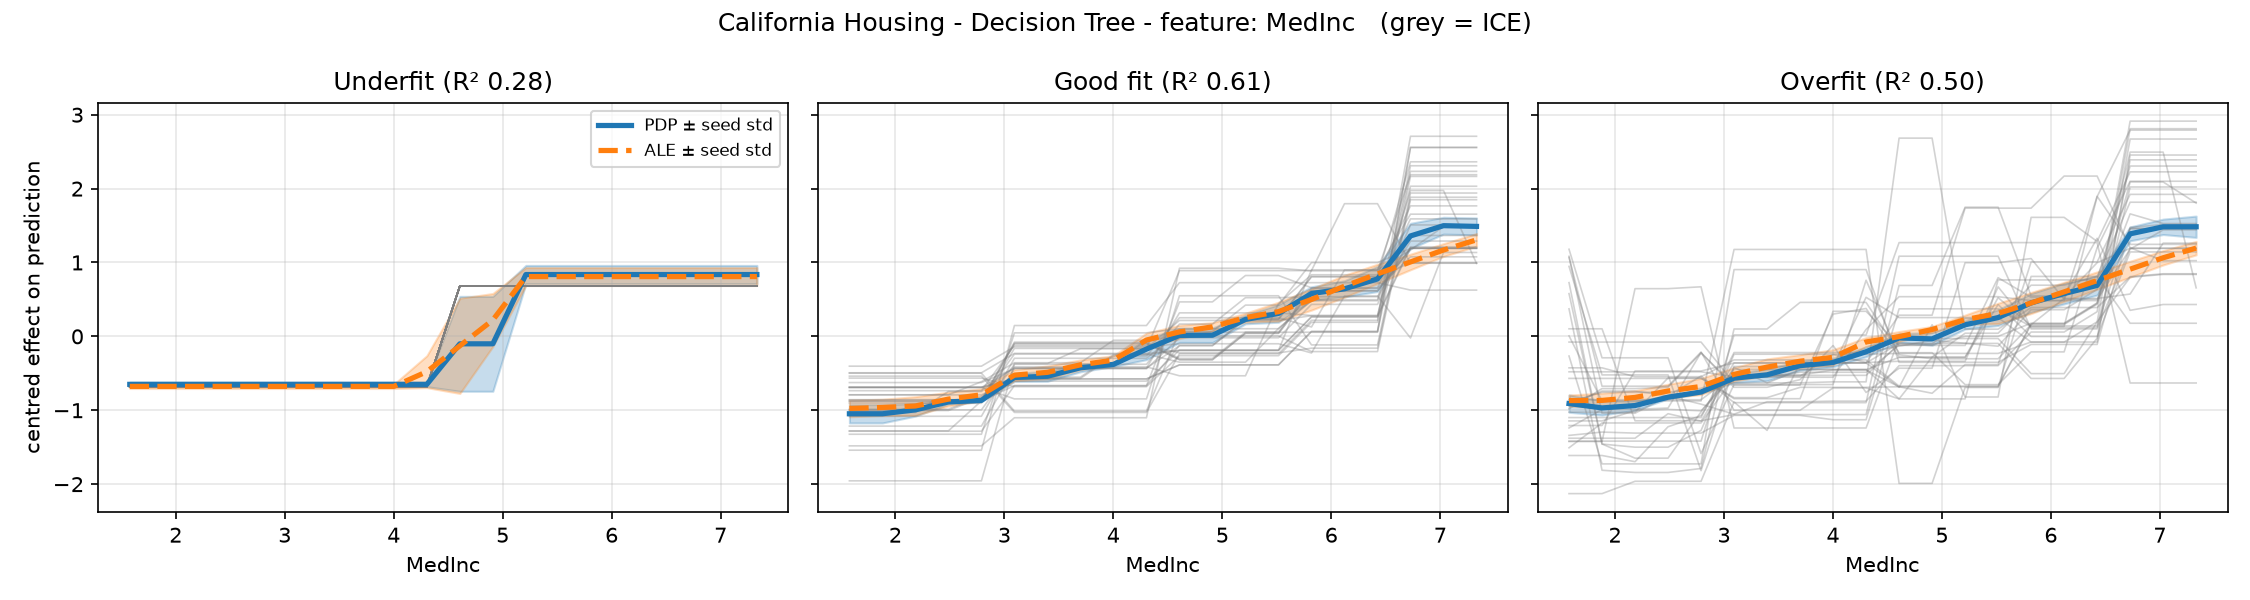 California Housing - Decision Tree - feature: MedInc   (grey = ICE)
Underfit (R² 0.28)
Good fit (R² 0.61)
Overfit (R² 0.50)
centred effect on prediction
3
2
1
0
−1
−2
PDP ± seed std
ALE ± seed std
2 3 4 5 6 7
2 3 4 5 6 7
2 3 4 5 6 7
MedInc
MedInc
MedInc